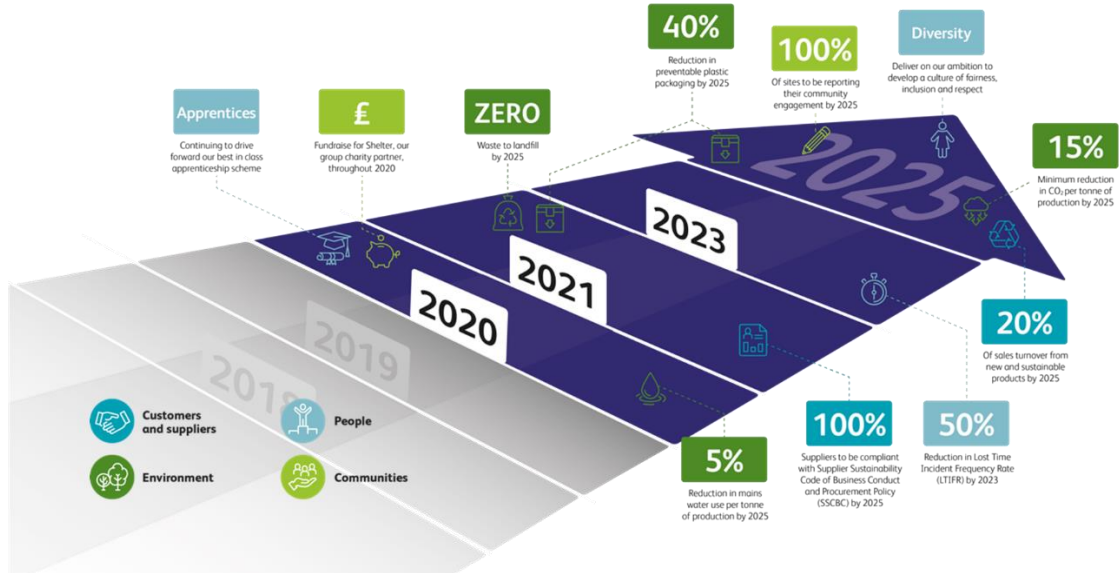 40%
Reduction in
preventable plastic
packaging by 2025
100%
Of sites to be reporting
their community
engagement by 2025
Diversity
Deliver on our ambition to
develop a culture of fairness,
inclusion and respect
Apprentices
Continuing to drive
forward our best in class
apprenticeship scheme
£
Fundraise for Shelter, our
group charity partner,
throughout 2020
ZERO
Waste to landfill
by 2025
15%
Minimum reduction
in CO₂ per tonne of
production by 2025
2025
2023
2021
2020
2019
2018
20%
Of sales turnover from
new and sustainable
products by 2025
Customers
and suppliers
People
Environment
Communities
5%
Reduction in mains
water use per tonne
of production by 2025
100%
Suppliers to be compliant
with Supplier Sustainability
Code of Business Conduct
and Procurement Policy
(SSCBC) by 2025
50%
Reduction in Lost Time
Incident Frequency Rate
(LTIFR) by 2023